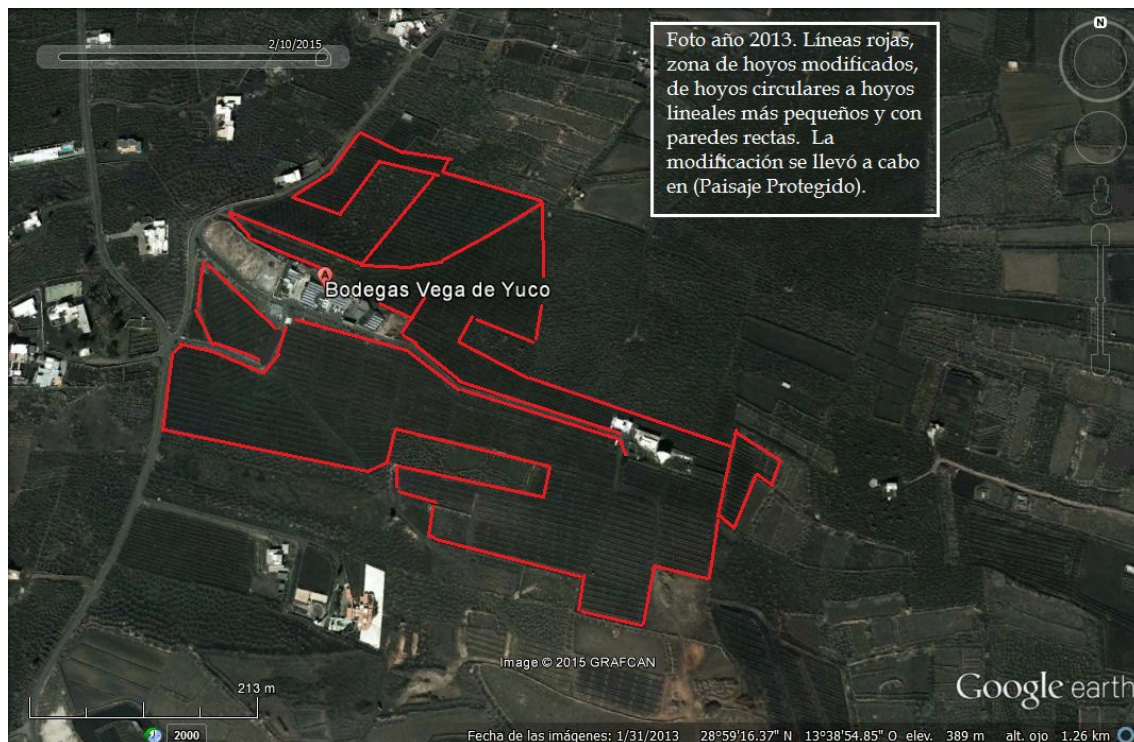 2/10/2015
N
Foto año 2013. Líneas rojas,
zona de hoyos modificados,
de hoyos circulares a hoyos
lineales más pequeños y con
paredes rectas. La
modificación se llevó a cabo
en (Paisaje Protegido).
A
Bodegas Vega de Yuco
Image © 2015 GRAFCAN
213 m
Google earth
2000
Fecha de las imágenes: 1/31/2013 28°59'16.37" N 13°38'54.85" O elev. 389 m alt. ojo 1.26 km